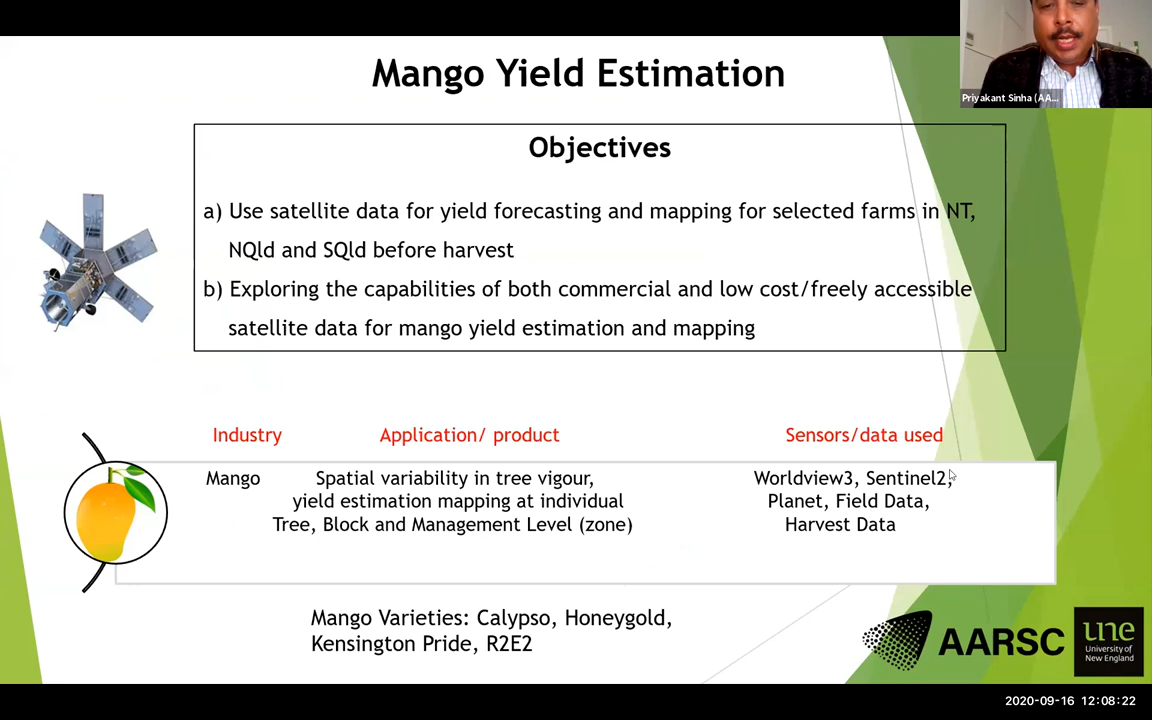 Mango Yield Estimation
Priyakant Sinha (AA...
Objectives
a) Use satellite data for yield forecasting and mapping for selected farms in NT,
NQld and SQld before harvest
b) Exploring the capabilities of both commercial and low cost/freely accessible
satellite data for mango yield estimation and mapping
Industry
Application/ product
Sensors/data used
Mango
Spatial variability in tree vigour,
yield estimation mapping at individual
Tree, Block and Management Level (zone)
Worldview3, Sentinel2,
Planet, Field Data,
Harvest Data
Mango Varieties: Calypso, Honeygold,
Kensington Pride, R2E2
AARSC
une
University of
New England
2020-09-16 12:08:22